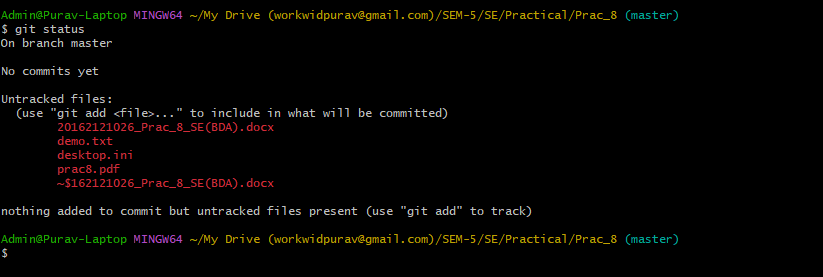 Admin@Purav-Laptop MINGW64 ~/My Drive (workwidpurav@gmail.com)/SEM-5/SE/Practical/Prac_8 (master)
$ git status
On branch master
No commits yet
Untracked files:
(use "git add <file>..." to include in what will be committed)
20162121026_Prac_8_SE(BDA).docx
demo.txt
desktop.ini
prac8.pdf
~$162121026_Prac_8_SE(BDA).docx
nothing added to commit but untracked files present (use "git add" to track)
Admin@Purav-Laptop MINGW64 ~/My Drive (workwidpurav@gmail.com)/SEM-5/SE/Practical/Prac_8 (master)
$